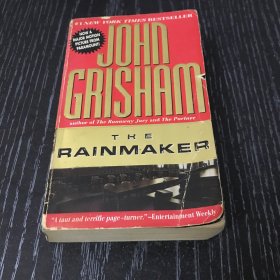 #1 NEW YORK TIMES BESTSELLER
NOW A
MAJOR MOTION
PICTURE FROM
PARAMOUNT!
JOHN
GRISHAM
author of The Runaway Jury and The Partner
THE
RAINMAKER
"A taut and terrific page-turner."—Entertainment Weekly